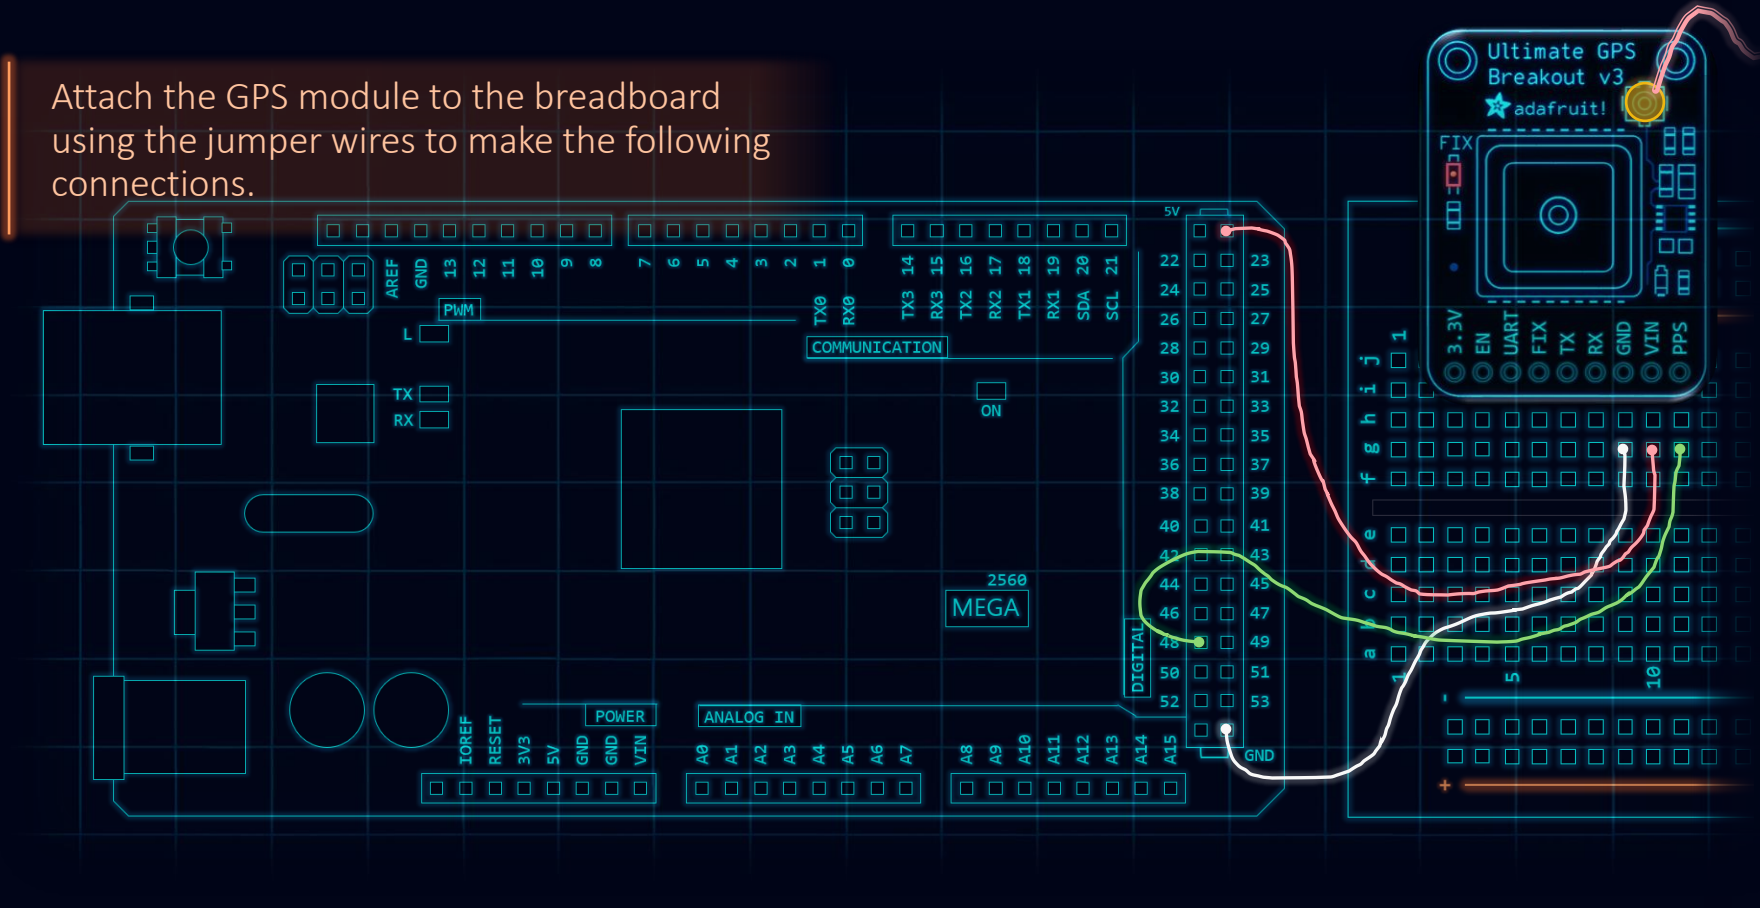 Attach the GPS module to the breadboard
using the jumper wires to make the following
connections.
Ultimate GPS
Breakout v3
adafruit!
FIX
3.3V EN UART FIX TX RX GND VIN PPS
AREF GND 13 12 11 10 9 8 7 6 5 4 3 2 1 0 14 15 16 17 18 19 20 21
TX0 RX0 TX3 RX3 TX2 RX2 TX1 RX1 SDA SCL
PWM
L
COMMUNICATION
TX
RX
ON
5V
22 23
24 25
26 27
28 29
30 31
32 33
34 35
36 37
38 39
40 41
42 43
44 45
46 47
48 49
50 51
52 53
GND
DIGITAL
2560
MEGA
POWER
ANALOG IN
IOREF RESET 3V3 5V GND GND VIN A0 A1 A2 A3 A4 A5 A6 A7 A8 A9 A10 A11 A12 A13 A14 A15
1
j
i
h
g
f
e
d
c
b
a
1 5 10
-
+